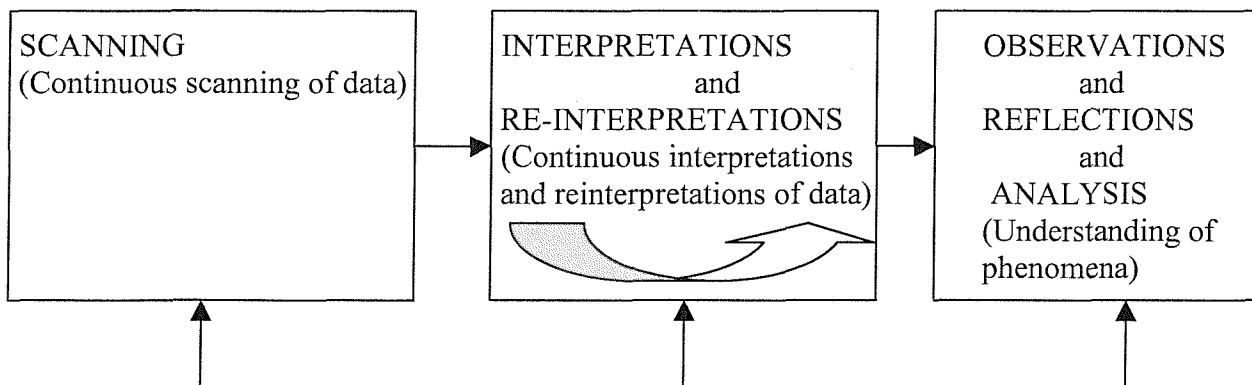 SCANNING
(Continuous scanning of data)
INTERPRETATIONS
and
RE-INTERPRETATIONS
(Continuous interpretations
and reinterpretations of data)
OBSERVATIONS
and
REFLECTIONS
and
ANALYSIS
(Understanding of
phenomena)